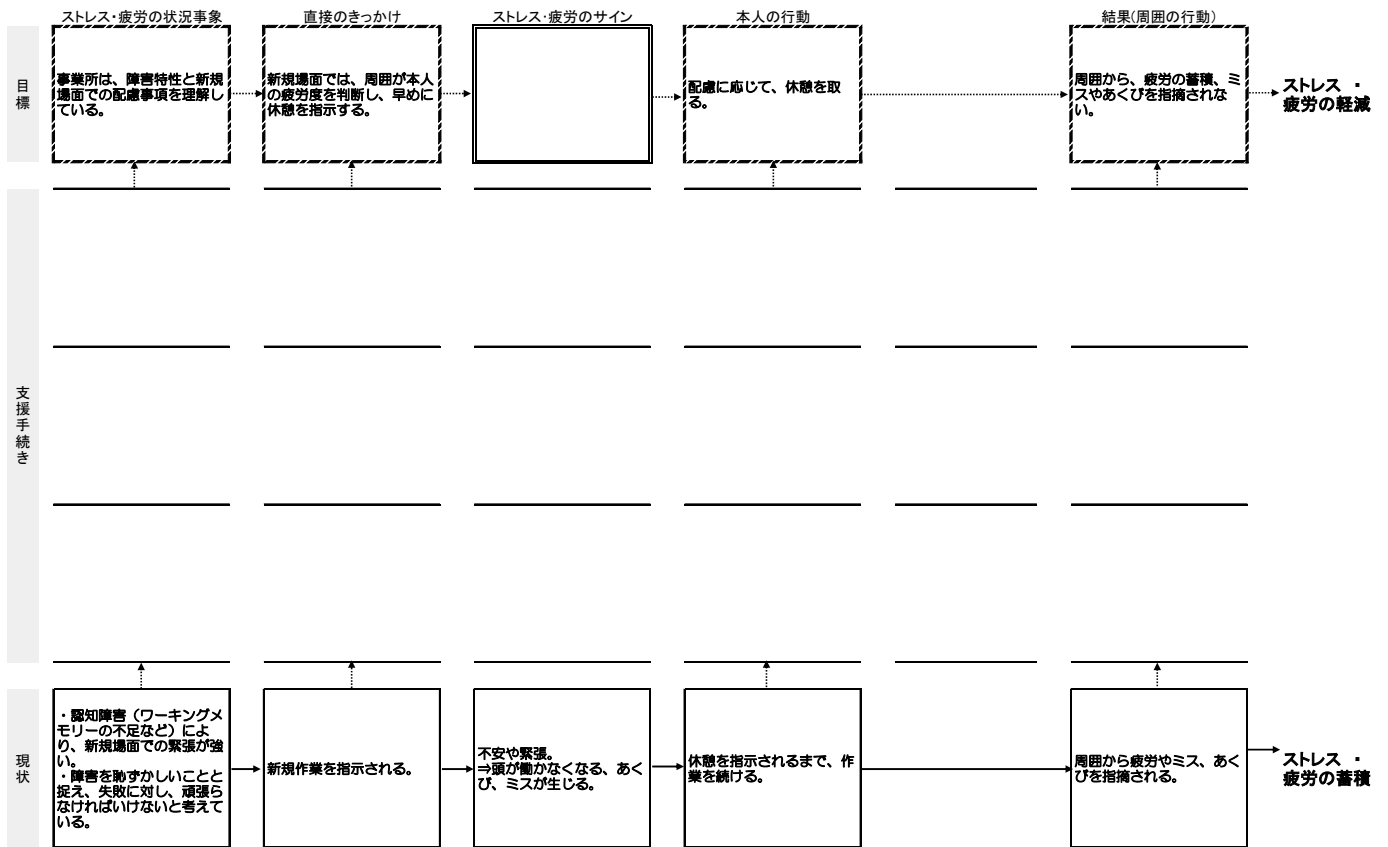 ストレス・疲労の状況事象
直接のきっかけ
ストレス・疲労のサイン
本人の行動
結果(周囲の行動)
目標
事業所は、障害特性と新規
場面での配慮事項を理解し
ている。
新規場面では、周囲が本人
の疲労度を判断し、早めに
休憩を指示する。
配慮に応じて、休憩を取
る。
周囲から、疲労の蓄積、ミ
スやあくびを指摘されな
い。
ストレス ・
疲労の軽減
支援手続き
現状
・認知障害（ワーキングメ
モリーの不足など）によ
り、新規場面での緊張が強
い。
・障害を恥ずかしいことと
捉え、失敗に対し、頑張ら
なければいけないと考えて
いる。
新規作業を指示される。
不安や緊張。
⇒頭が働かなくなる、あく
び、ミスが生じる。
休憩を指示されるまで、作
業を続ける。
周囲から疲労やミス、あく
びを指摘される。
ストレス ・
疲労の蓄積